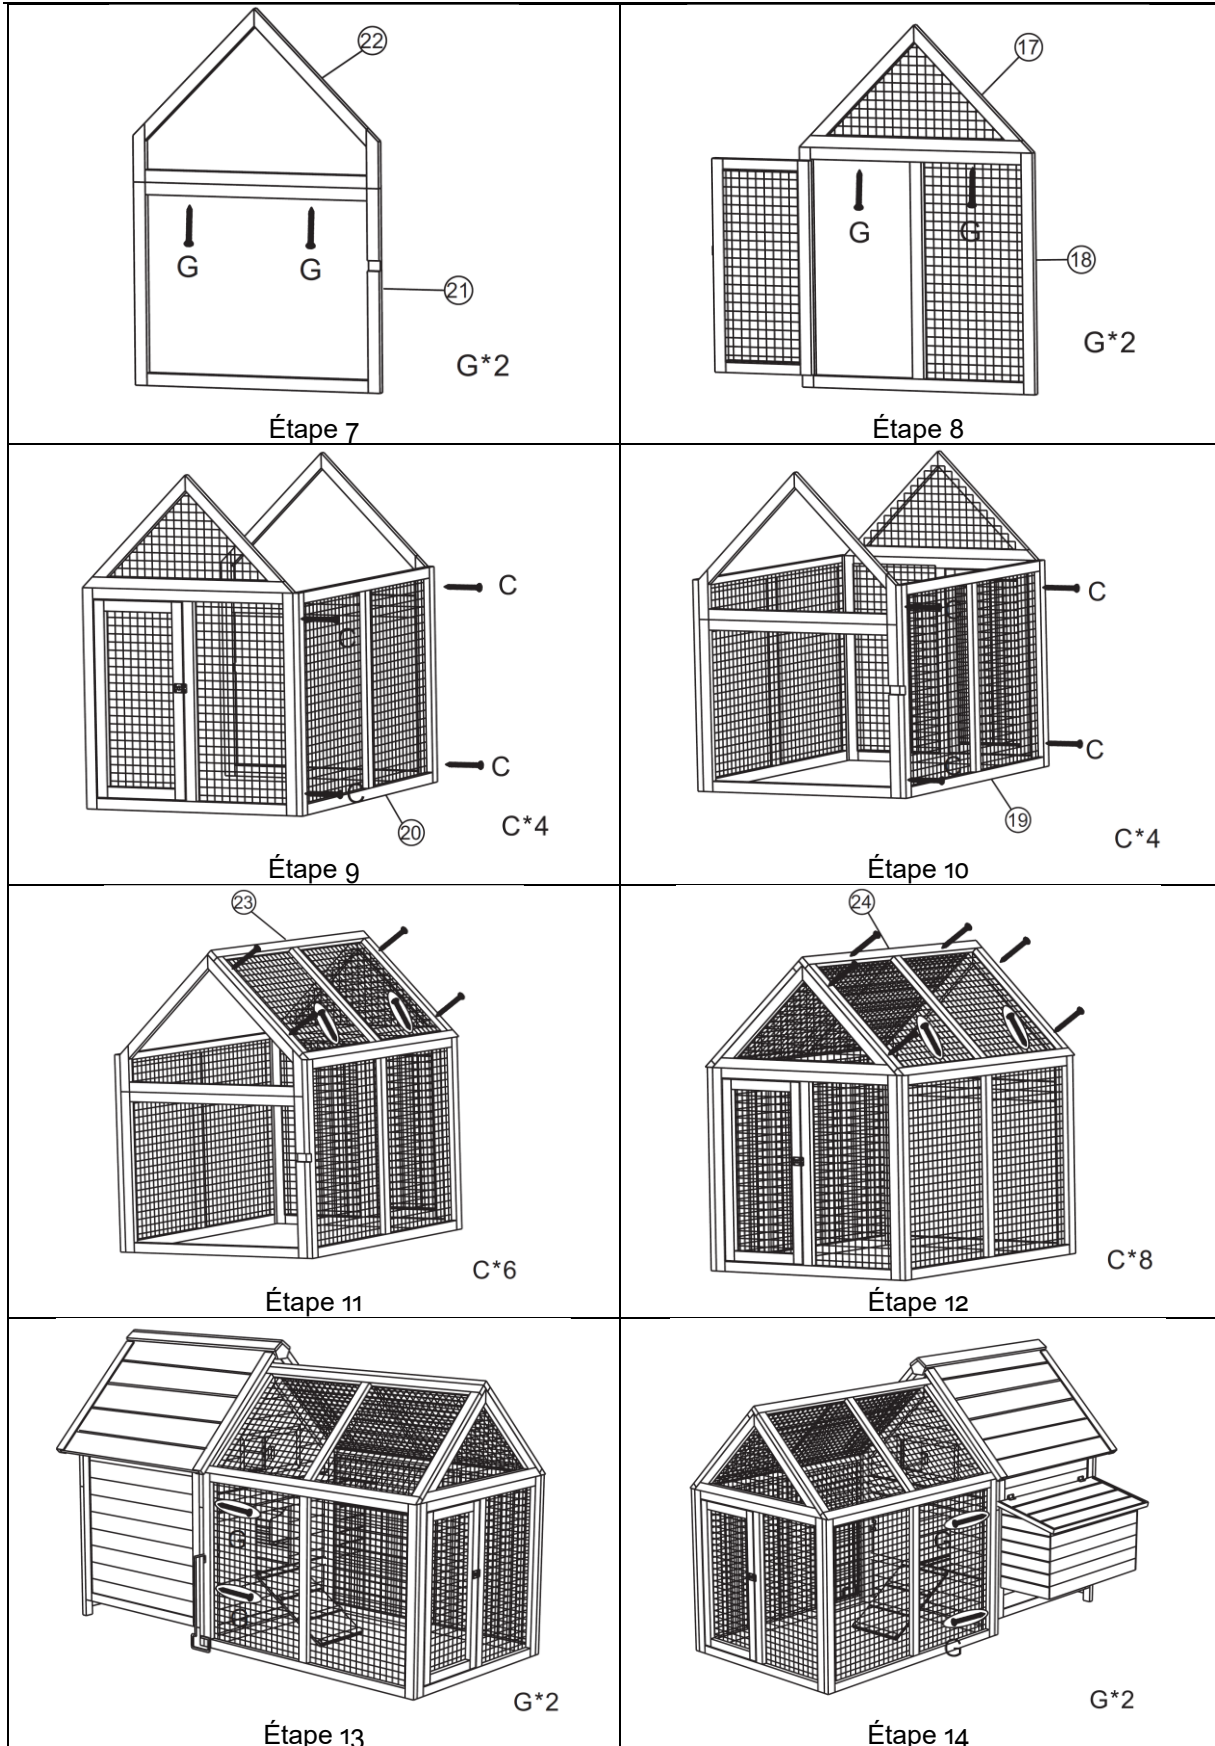 22
G G
21
G*2
Étape 7
17
G G
18
G*2
Étape 8
C
C
C
C
20
C*4
Étape 9
C
C
C
C
19
C*4
Étape 10
23
C*6
Étape 11
24
C*8
Étape 12
G
G
G*2
Étape 13
G
G
G*2
Étape 14